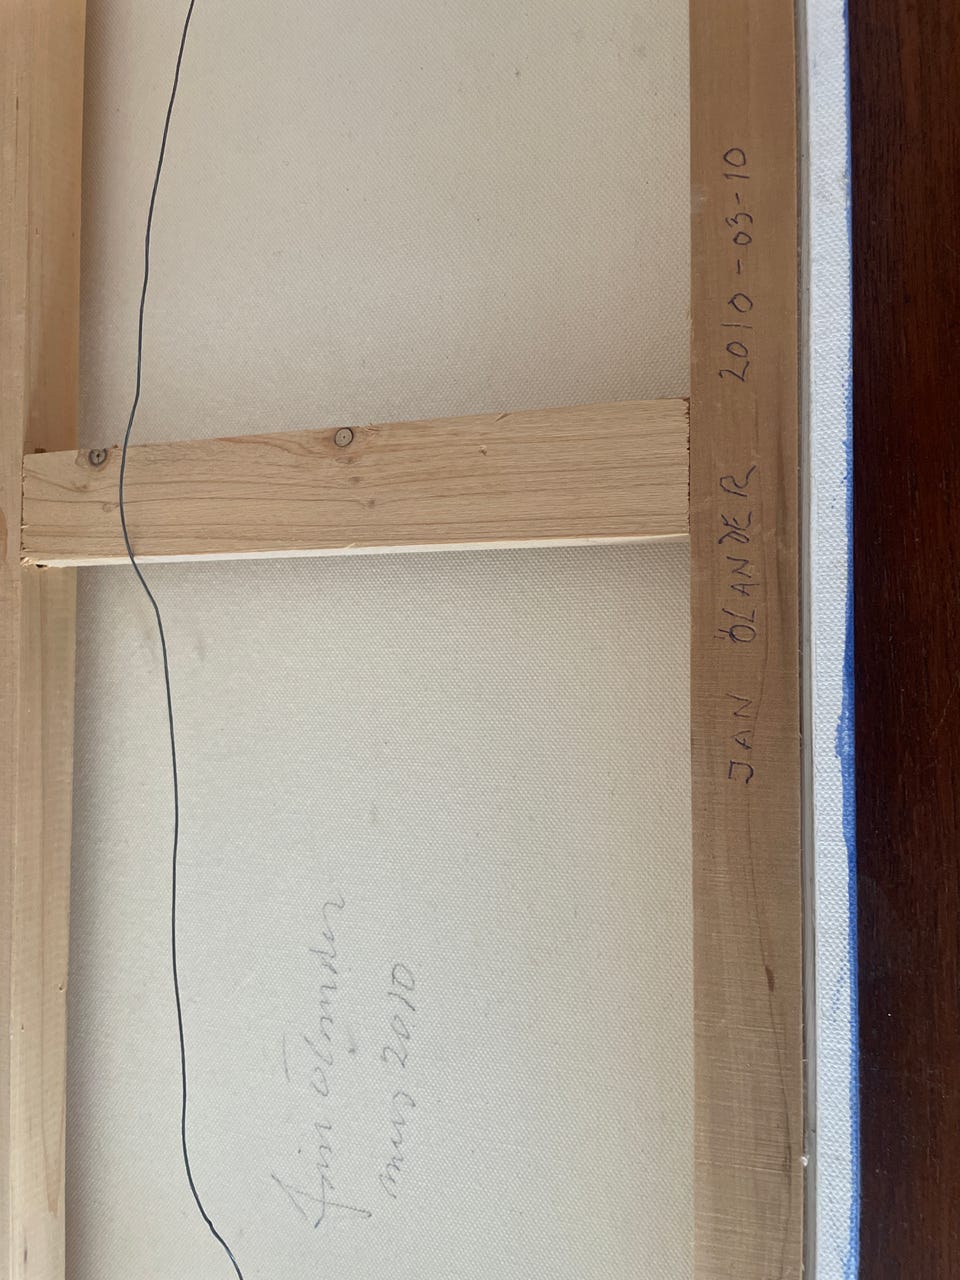 JAN ÖLANDER 2010-03-10
Jan Ölander
mars 2010